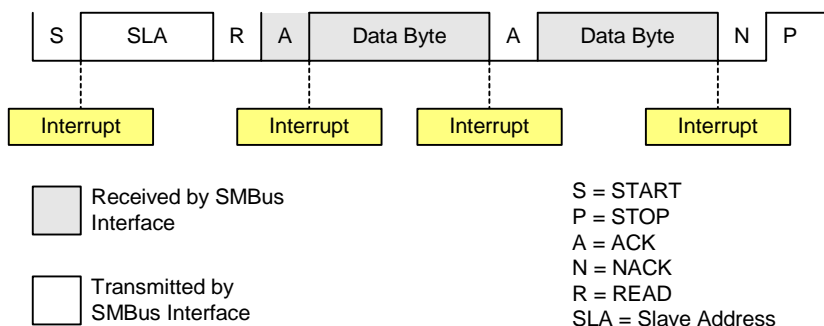 S SLA R A Data Byte A Data Byte N P
Interrupt Interrupt Interrupt Interrupt
Received by SMBus
Interface
Transmitted by
SMBus Interface
S = START
P = STOP
A = ACK
N = NACK
R = READ
SLA = Slave Address